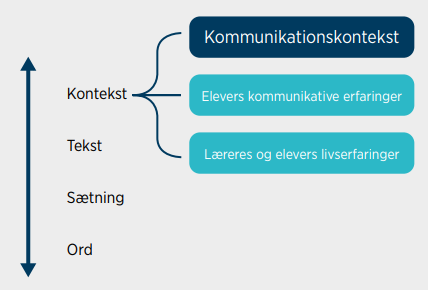 Kommunikationskontekst
Kontekst
Elevers kommunikative erfaringer
Tekst
Læreres og elevers livserfaringer
Sætning
Ord